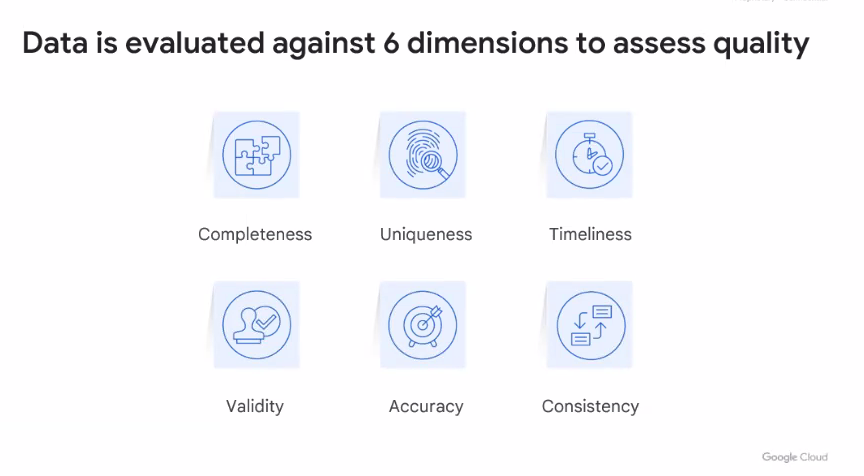 Data is evaluated against 6 dimensions to assess quality
Completeness
Uniqueness
Timeliness
Validity
Accuracy
Consistency
Google Cloud